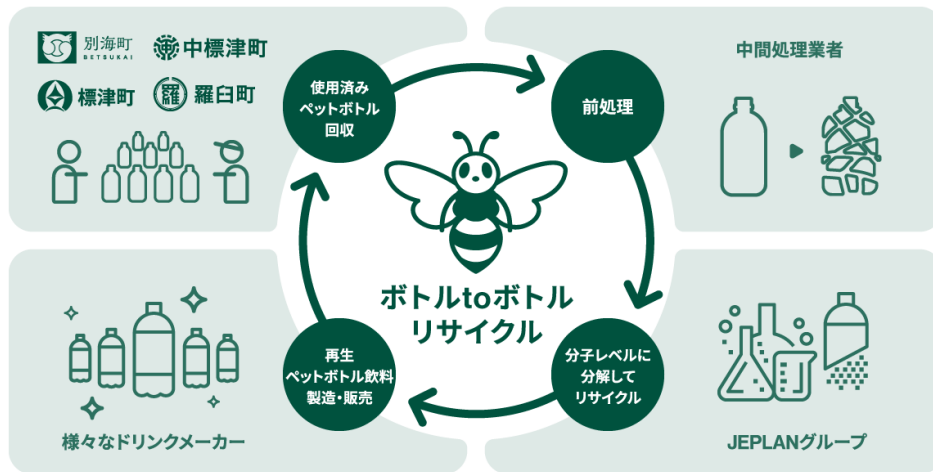 別海町
BETSUKAI
中標津町
標津町
羅
羅臼町
使用済み
ペットボトル
回収
前処理
中間処理業者
ボトルtoボトル
リサイクル
再生
ペットボトル飲料
製造・販売
分子レベルに
分解して
リサイクル
様々なドリンクメーカー
JEPLANグループ